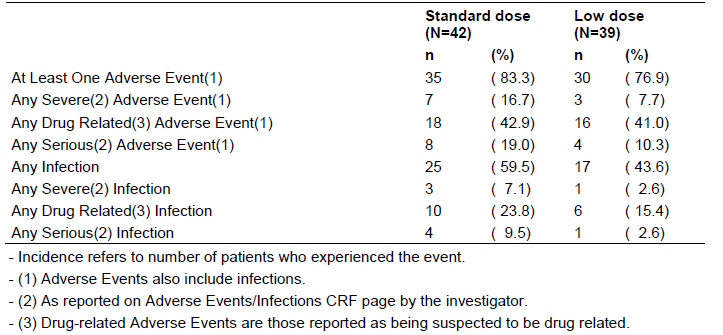 Standard dose Low dose
(N=42) (N=39)
n (%) n (%)
At Least One Adverse Event(1) 35 ( 83.3) 30 ( 76.9)
Any Severe(2) Adverse Event(1) 7 ( 16.7) 3 ( 7.7)
Any Drug Related(3) Adverse Event(1) 18 ( 42.9) 16 ( 41.0)
Any Serious(2) Adverse Event(1) 8 ( 19.0) 4 ( 10.3)
Any Infection 25 ( 59.5) 17 ( 43.6)
Any Severe(2) Infection 3 ( 7.1) 1 ( 2.6)
Any Drug Related(3) Infection 10 ( 23.8) 6 ( 15.4)
Any Serious(2) Infection 4 ( 9.5) 1 ( 2.6)
- Incidence refers to number of patients who experienced the event.
- (1) Adverse Events also include infections.
- (2) As reported on Adverse Events/Infections CRF page by the investigator.
- (3) Drug-related Adverse Events are those reported as being suspected to be drug related.